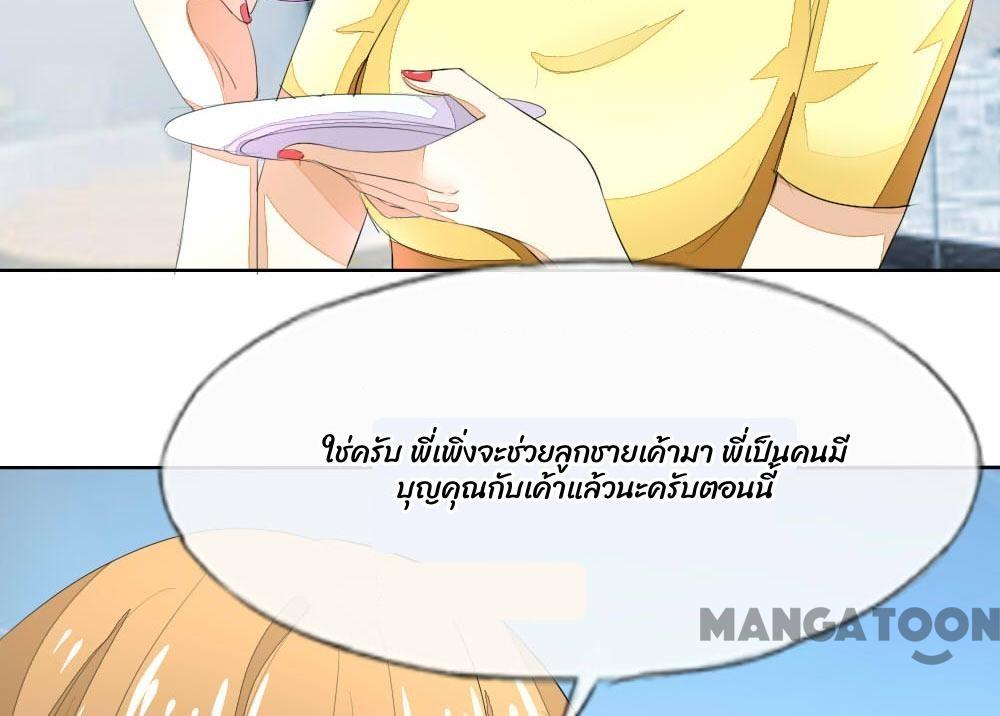 ใช่ครับ พี่เพิ่งจะช่วยลูกชายเค้ามา พี่เป็นคนมี
บุญคุณกับเค้าแล้วนะครับตอนนี้
MANGATOON